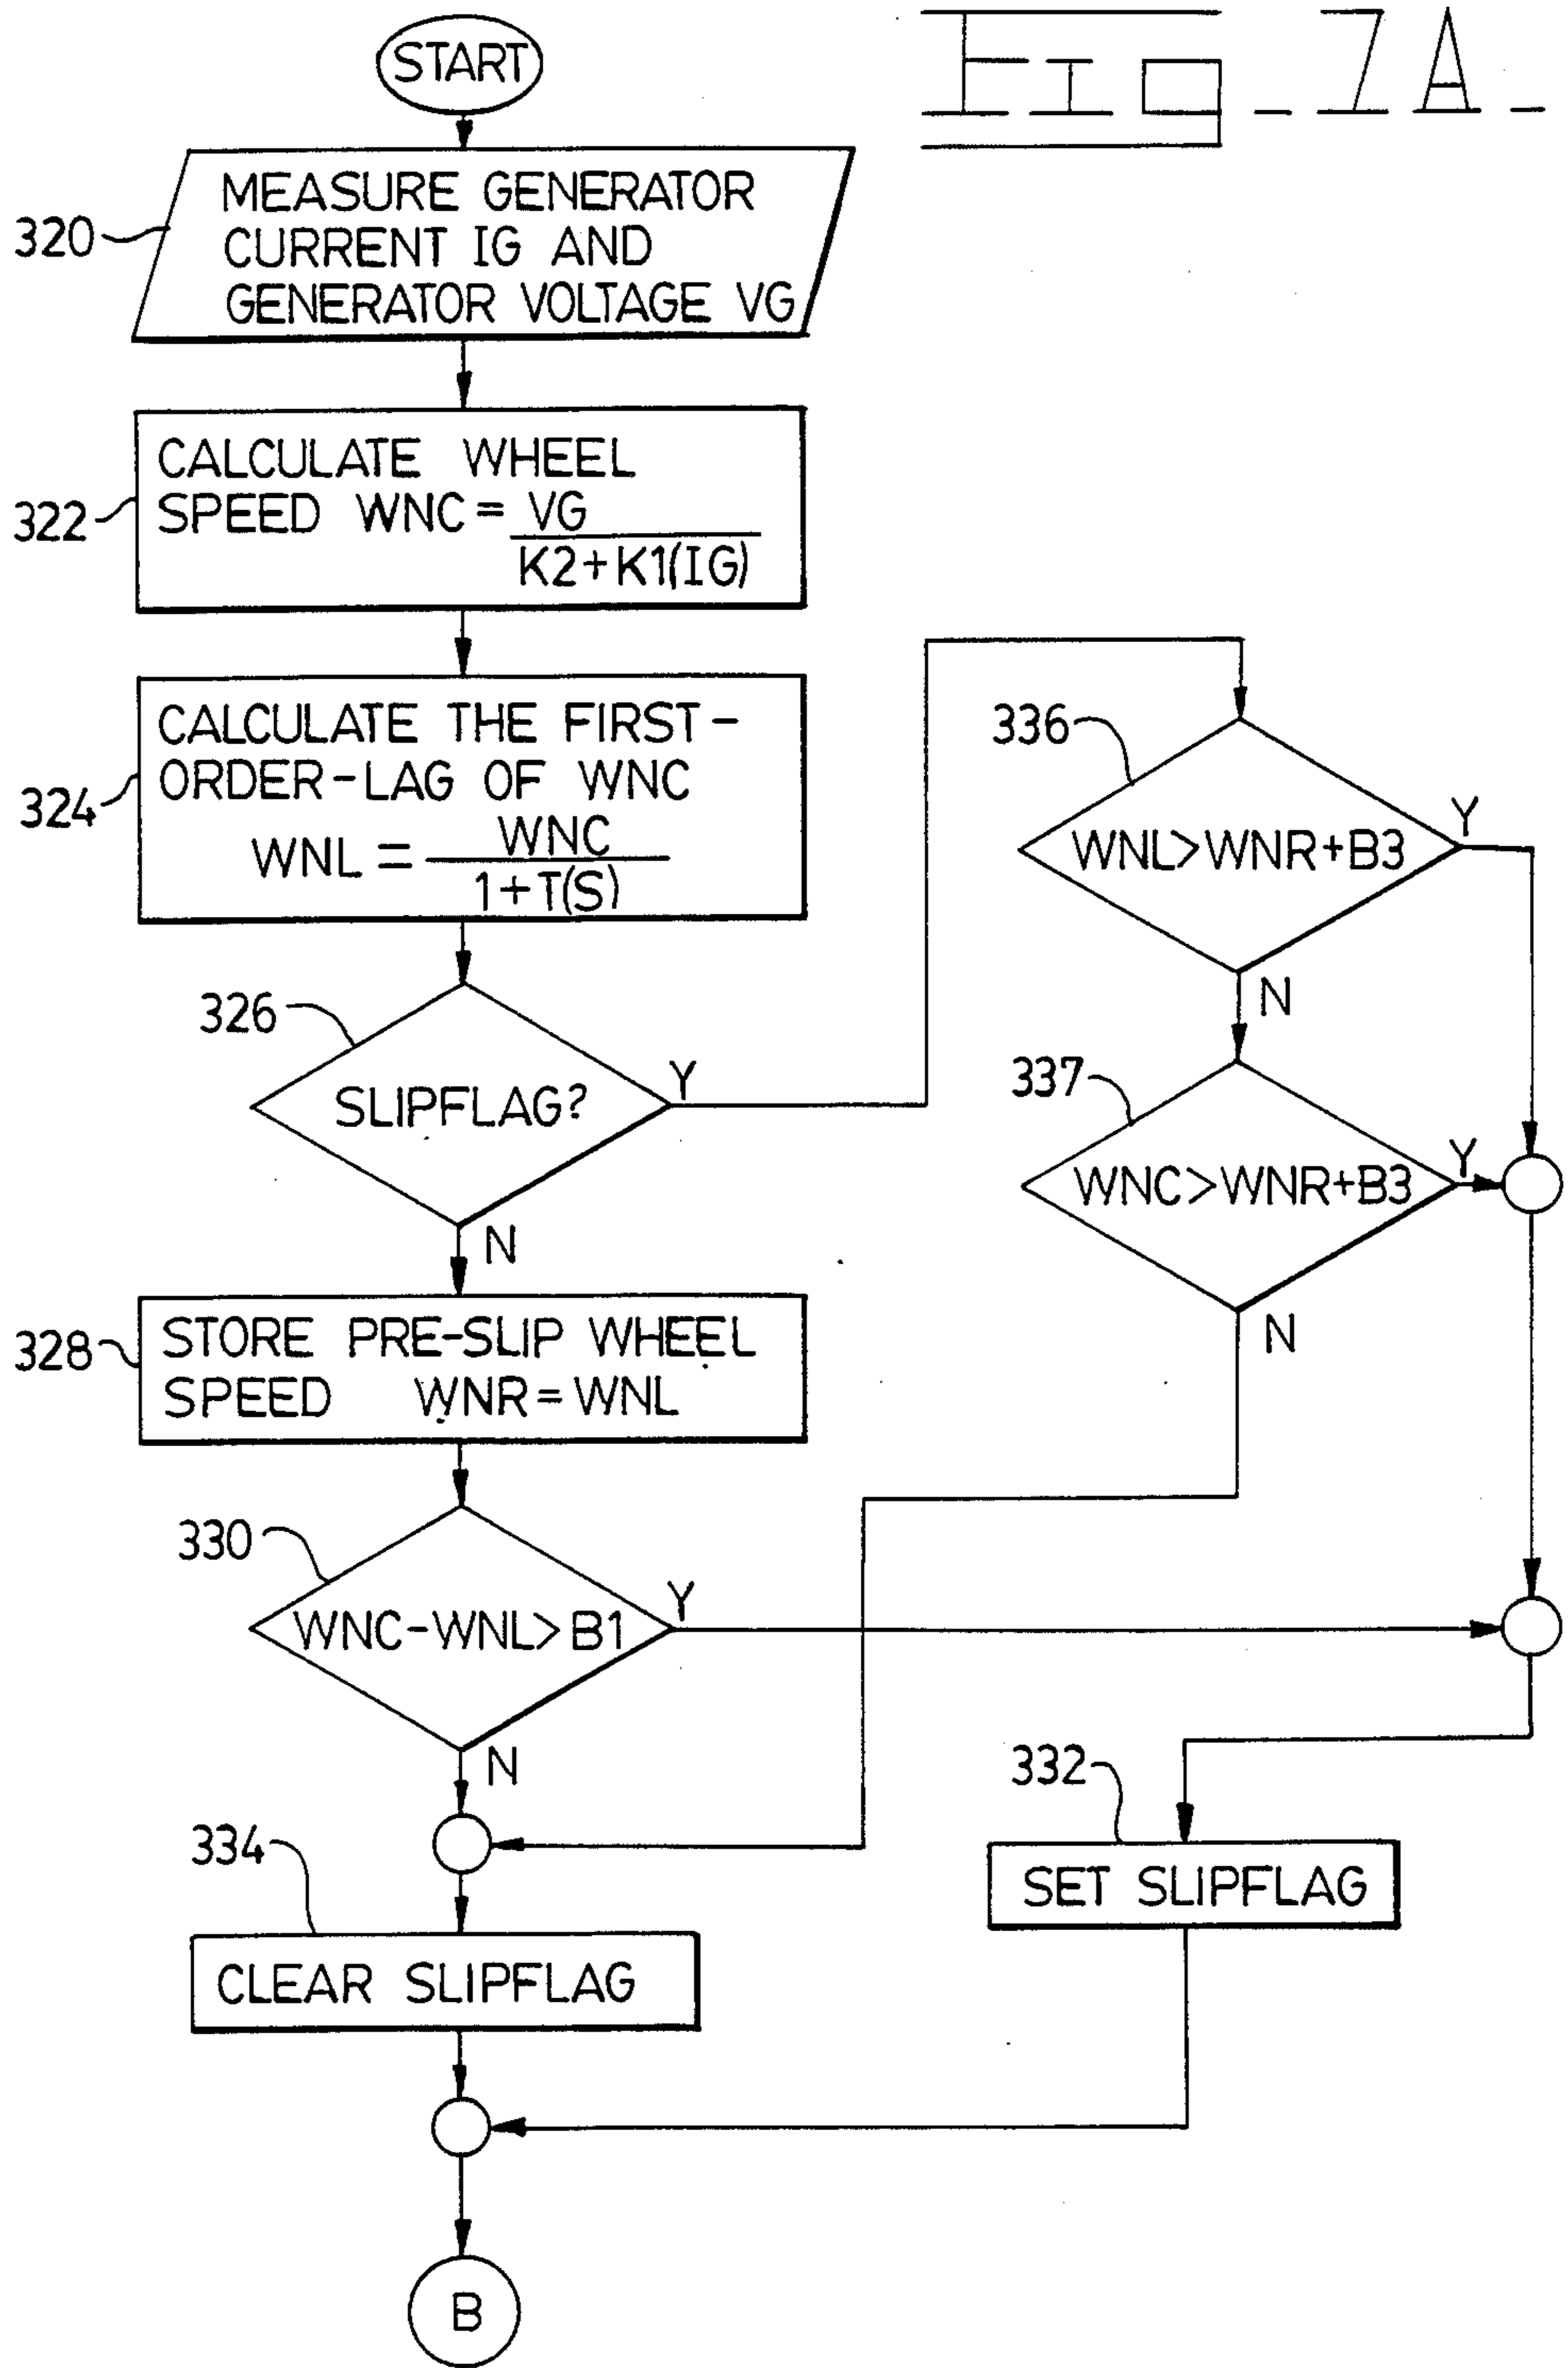 Fig-7A-
START
320
MEASURE GENERATOR
CURRENT IG AND
GENERATOR VOLTAGE VG
322
CALCULATE WHEEL
SPEED WNC = VG
K2+K1(IG)
324
CALCULATE THE FIRST-
ORDER-LAG OF WNC
WNL = WNC
1+T(S)
326
SLIPFLAG?
Y
N
336
WNL>WNR+B3
Y
N
337
WNC>WNR+B3
Y
N
328
STORE PRE-SLIP WHEEL
SPEED WNR=WNL
330
WNC-WNL>B1
Y
N
332
SET SLIPFLAG
334
CLEAR SLIPFLAG
B